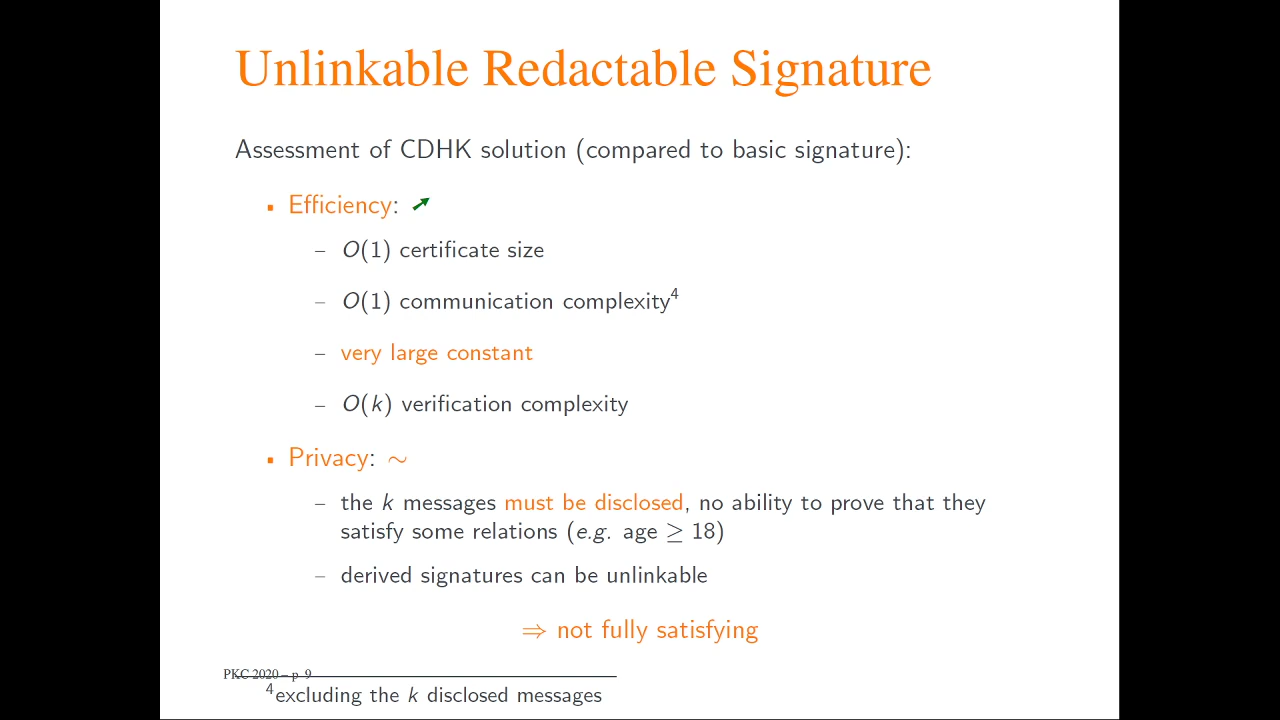 Unlinkable Redactable Signature
Assessment of CDHK solution (compared to basic signature):
▪ Efficiency: ➚
– O(1) certificate size
– O(1) communication complexity⁴
– very large constant
– O(k) verification complexity
▪ Privacy: ∼
– the k messages must be disclosed, no ability to prove that they
satisfy some relations (e.g. age ≥ 18)
– derived signatures can be unlinkable
⇒ not fully satisfying
PKC 2020 – p. 9
⁴excluding the k disclosed messages